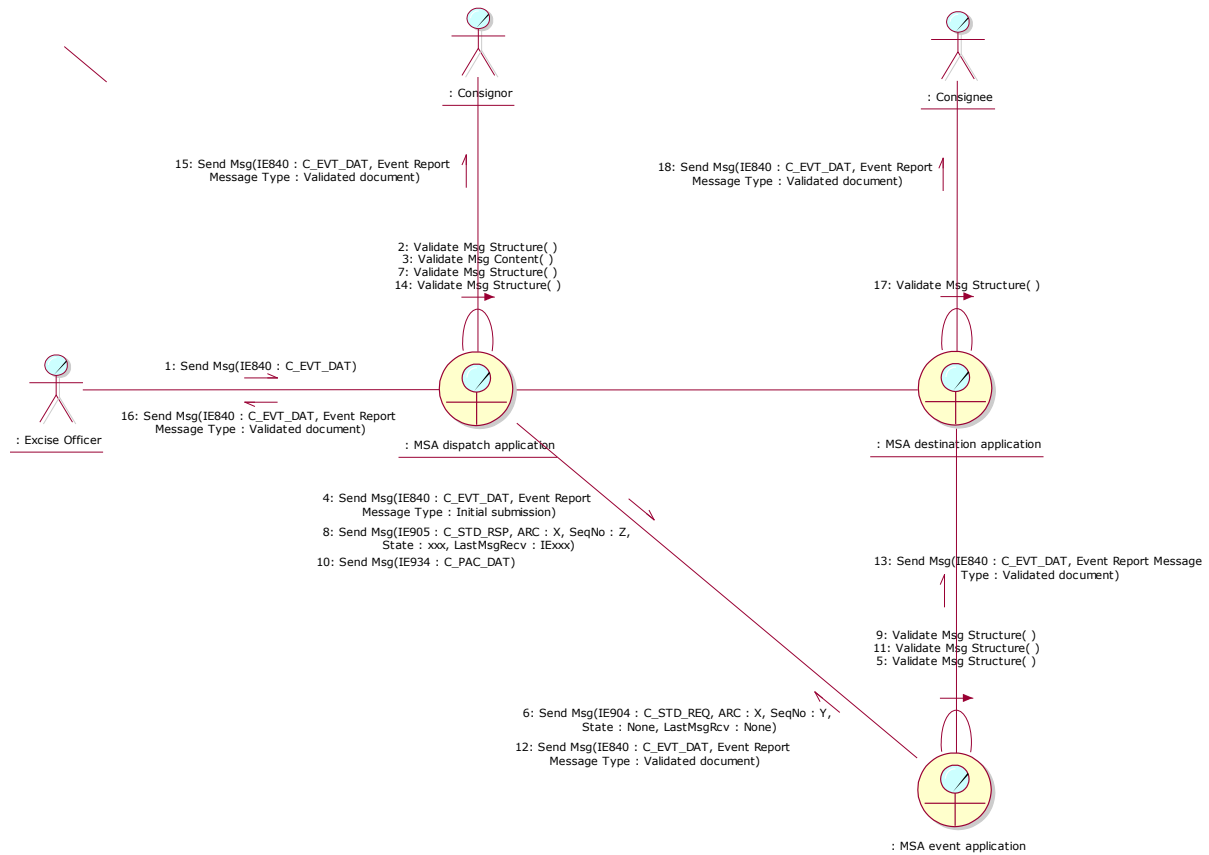 : Consignor
: Consignee
15: Send Msg(IE840 : C_EVT_DAT, Event Report
Message Type : Validated document)
18: Send Msg(IE840 : C_EVT_DAT, Event Report
Message Type : Validated document)
2: Validate Msg Structure( )
3: Validate Msg Content( )
7: Validate Msg Structure( )
14: Validate Msg Structure( )
17: Validate Msg Structure( )
1: Send Msg(IE840 : C_EVT_DAT)
16: Send Msg(IE840 : C_EVT_DAT, Event Report
Message Type : Validated document)
: Excise Officer
: MSA dispatch application
: MSA destination application
4: Send Msg(IE840 : C_EVT_DAT, Event Report
Message Type : Initial submission)
8: Send Msg(IE905 : C_STD_RSP, ARC : X, SeqNo : Z,
State : xxx, LastMsgRecv : IExxx)
10: Send Msg(IE934 : C_PAC_DAT)
13: Send Msg(IE840 : C_EVT_DAT, Event Report Message
Type : Validated document)
9: Validate Msg Structure( )
11: Validate Msg Structure( )
5: Validate Msg Structure( )
6: Send Msg(IE904 : C_STD_REQ, ARC : X, SeqNo : Y,
State : None, LastMsgRcv : None)
12: Send Msg(IE840 : C_EVT_DAT, Event Report
Message Type : Validated document)
: MSA event application